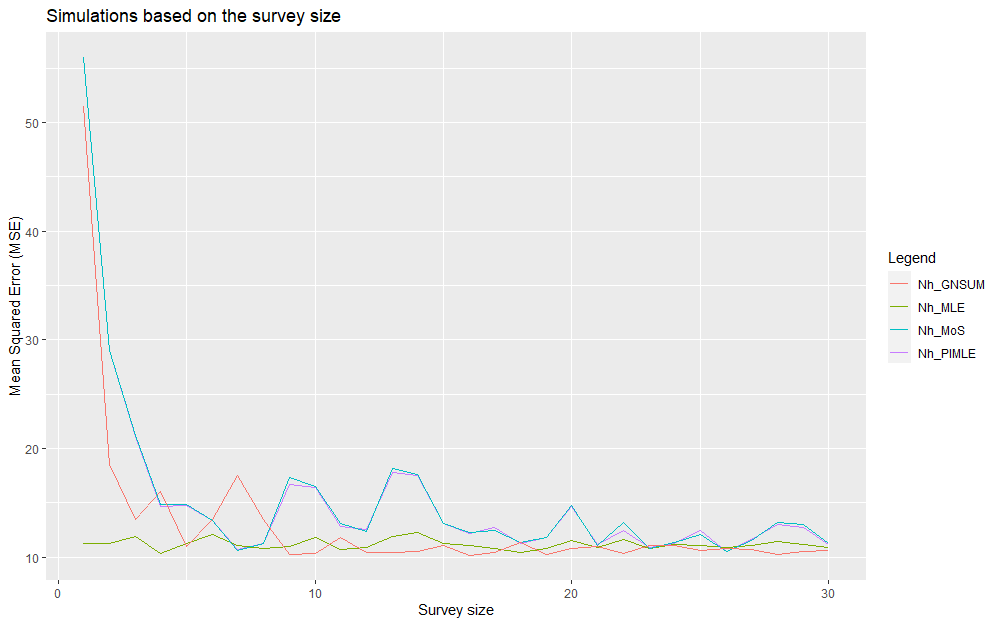 Simulations based on the survey size
Mean Squared Error (MSE)
50
40
30
20
10
0
10
20
30
Survey size
Legend
Nh_GNSUM
Nh_MLE
Nh_MoS
Nh_PIMLE